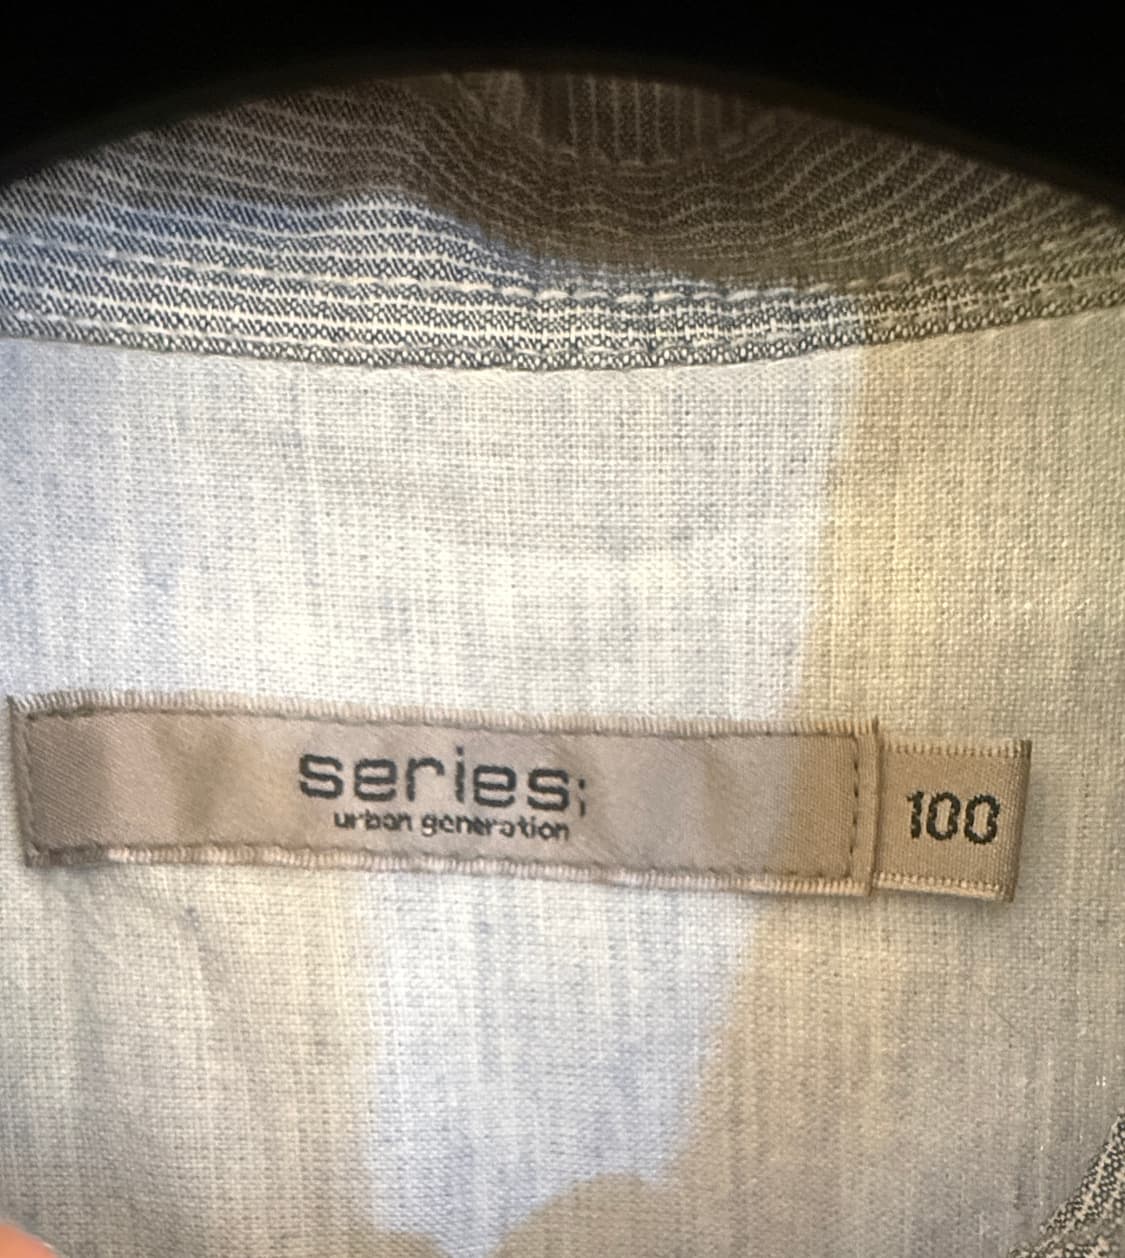 series;
urban generation
100